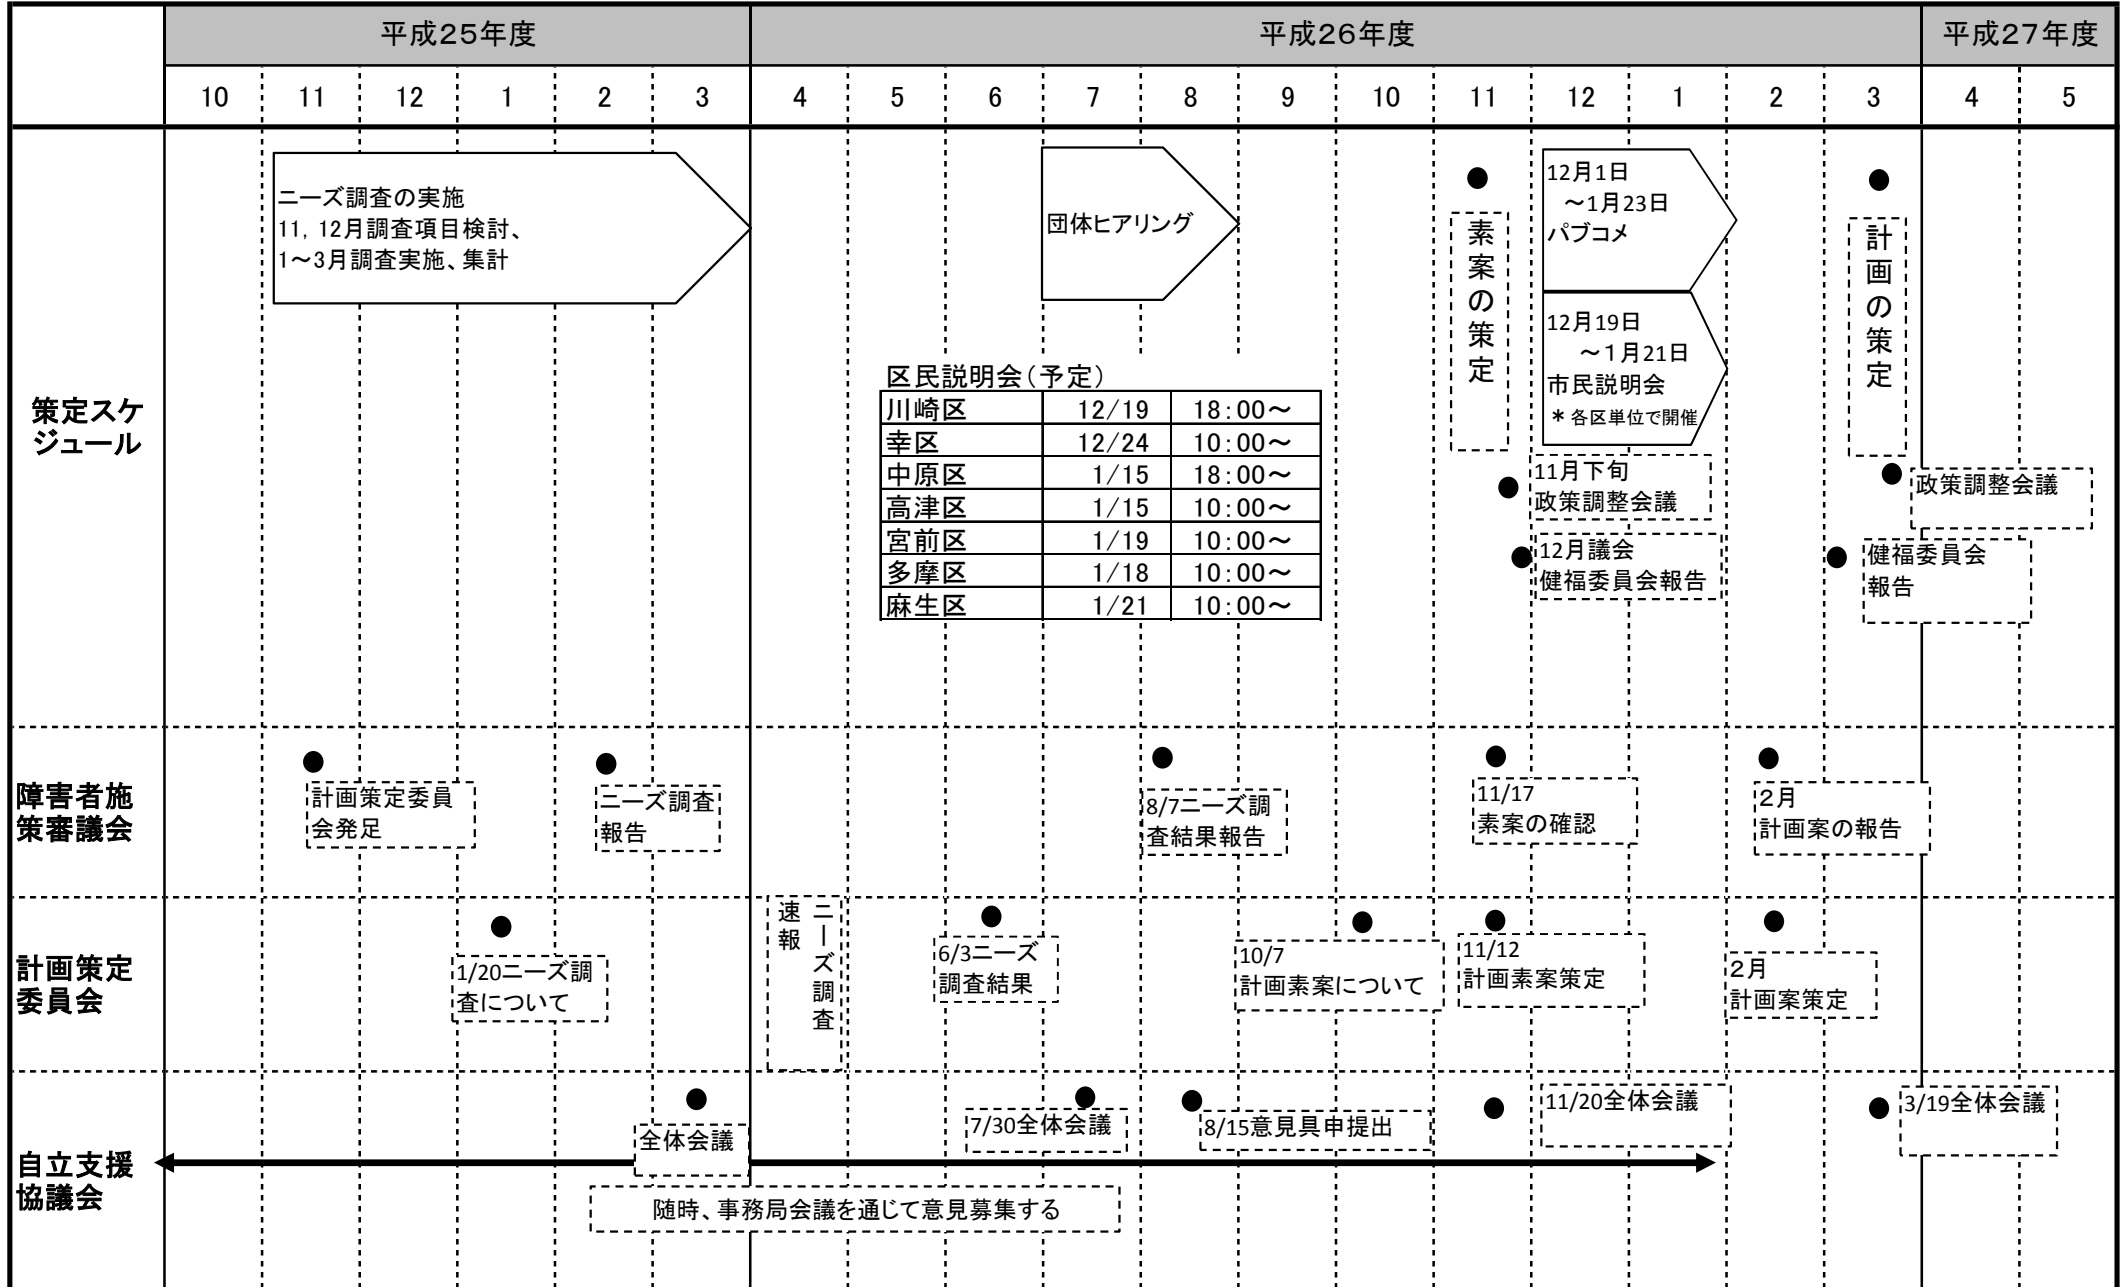 平成25年度
平成26年度
平成27年度
10 11 12 1 2 3 4 5 6 7 8 9 10 11 12 1 2 3 4 5
策定スケ
ジュール
ニーズ調査の実施
11, 12月調査項目検討、
1～3月調査実施、集計
団体ヒアリング
素案の策定
12月1日
～1月23日
パブコメ
12月19日
～１月21日
市民説明会
＊各区単位で開催
計画の策定
区民説明会（予定）
川崎区 12/19 18:00～
幸区 12/24 10:00～
中原区 1/15 18:00～
高津区 1/15 10:00～
宮前区 1/19 10:00～
多摩区 1/18 10:00～
麻生区 1/21 10:00～
11月下旬
政策調整会議
12月議会
健福委員会報告
政策調整会議
健福委員会
報告
障害者施
策審議会
計画策定委員
会発足
ニーズ調査
報告
8/7ニーズ調
査結果報告
11/17
素案の確認
２月
計画案の報告
計画策定
委員会
1/20ニーズ調
査について
ニーズ調査
速報
6/3ニーズ
調査結果
10/7
計画素案について
11/12
計画素案策定
２月
計画案策定
自立支援
協議会
全体会議
7/30全体会議
8/15意見具申提出
11/20全体会議
3/19全体会議
随時、事務局会議を通じて意見募集する